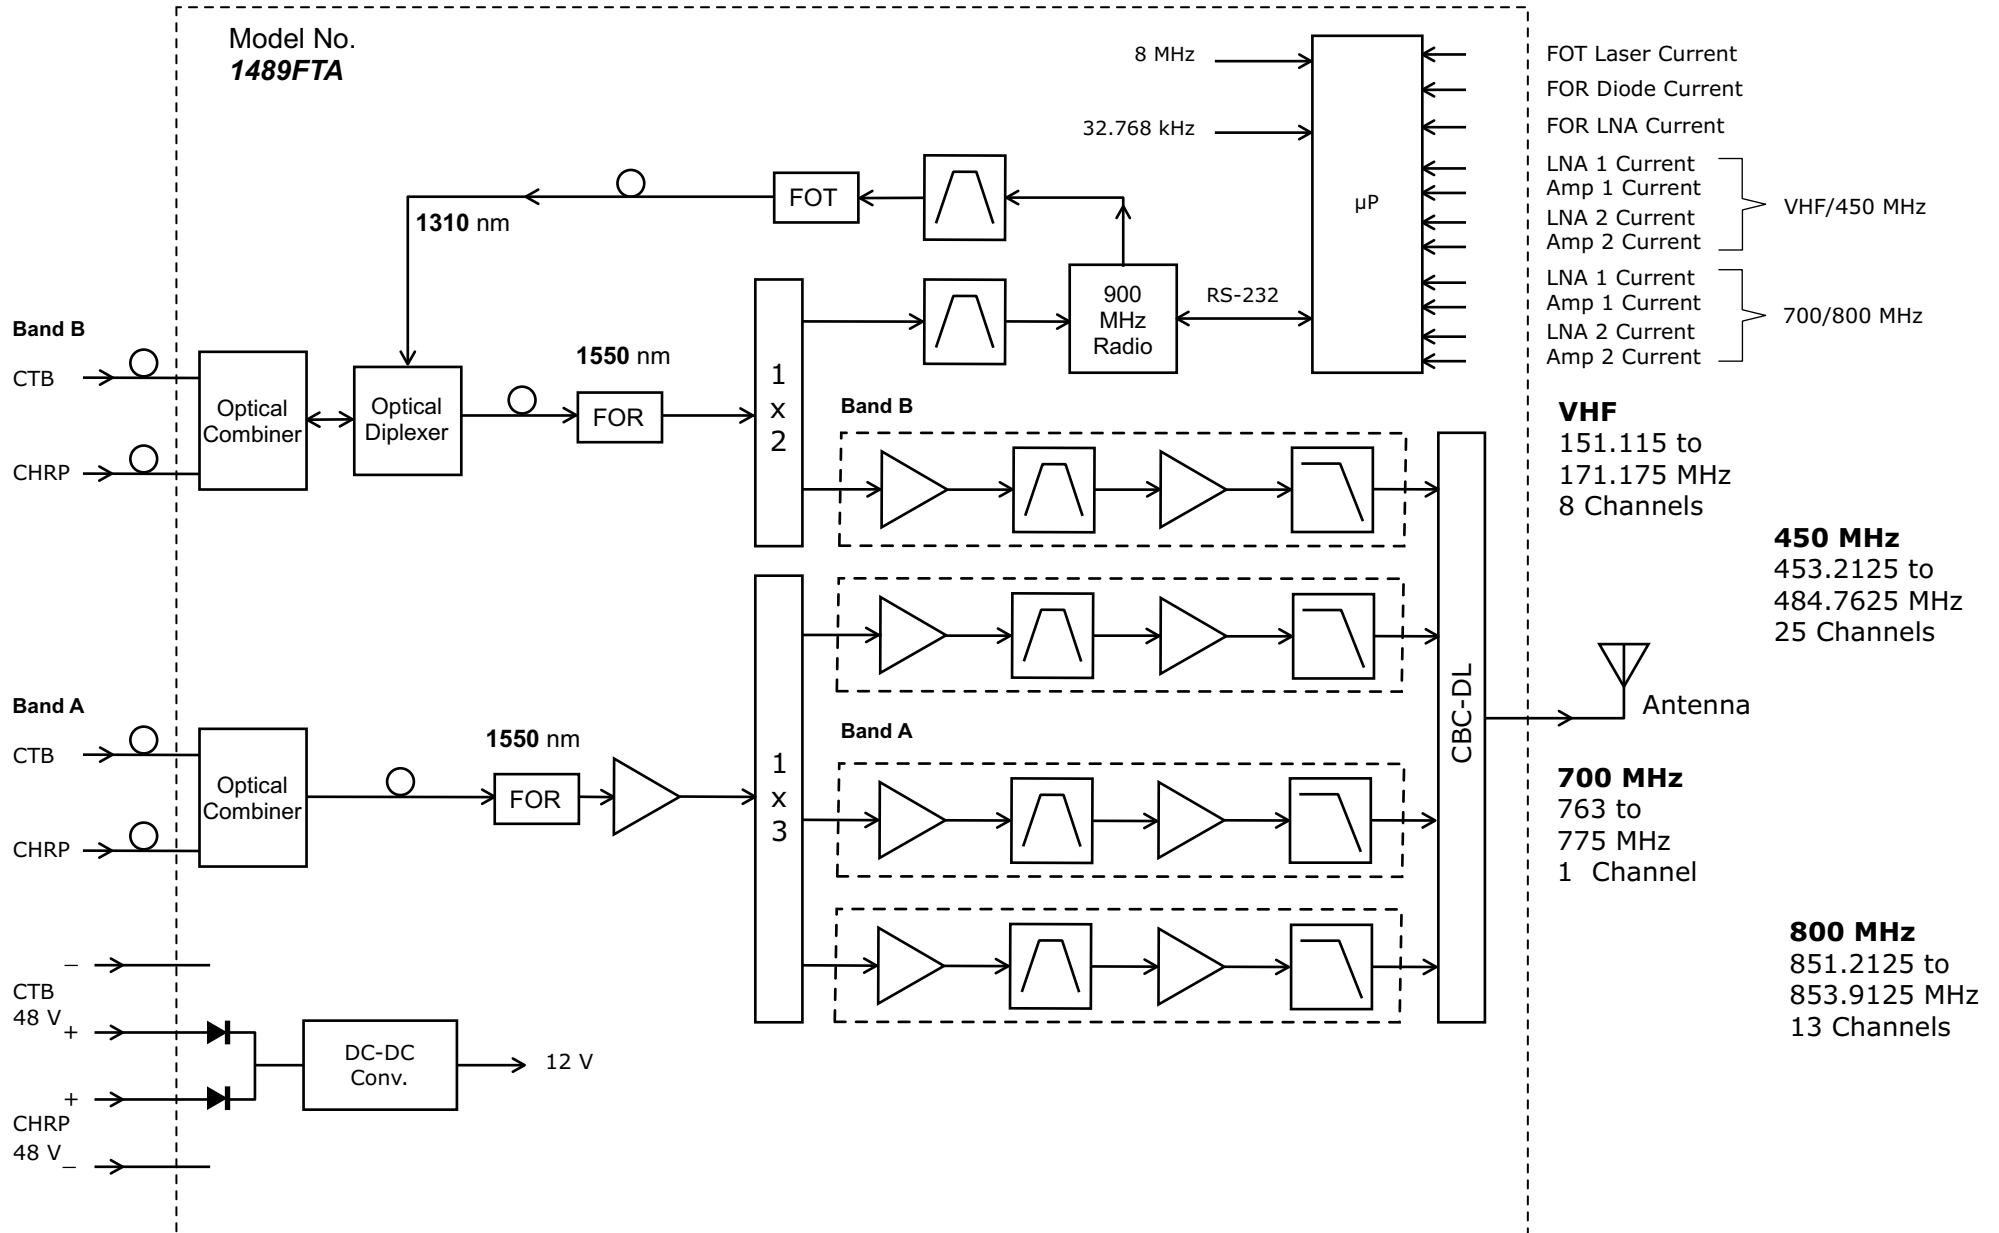 Model No.
1489FTA
8 MHz
32.768 kHz
µP
FOT Laser Current
FOR Diode Current
FOR LNA Current
LNA 1 Current
Amp 1 Current
LNA 2 Current
Amp 2 Current
VHF/450 MHz
LNA 1 Current
Amp 1 Current
LNA 2 Current
Amp 2 Current
700/800 MHz
FOT
1310 nm
900
MHz
Radio
RS-232
Band B
CTB
CHRP
Optical
Combiner
Optical
Diplexer
1550 nm
FOR
1
x
2
Band B
VHF
151.115 to
171.175 MHz
8 Channels
450 MHz
453.2125 to
484.7625 MHz
25 Channels
Band A
CTB
CHRP
Optical
Combiner
1550 nm
FOR
1
x
3
Band A
CBC-DL
Antenna
700 MHz
763 to
775 MHz
1 Channel
800 MHz
851.2125 to
853.9125 MHz
13 Channels
−
CTB
48 V
+
+
CHRP
48 V
−
DC-DC
Conv.
12 V